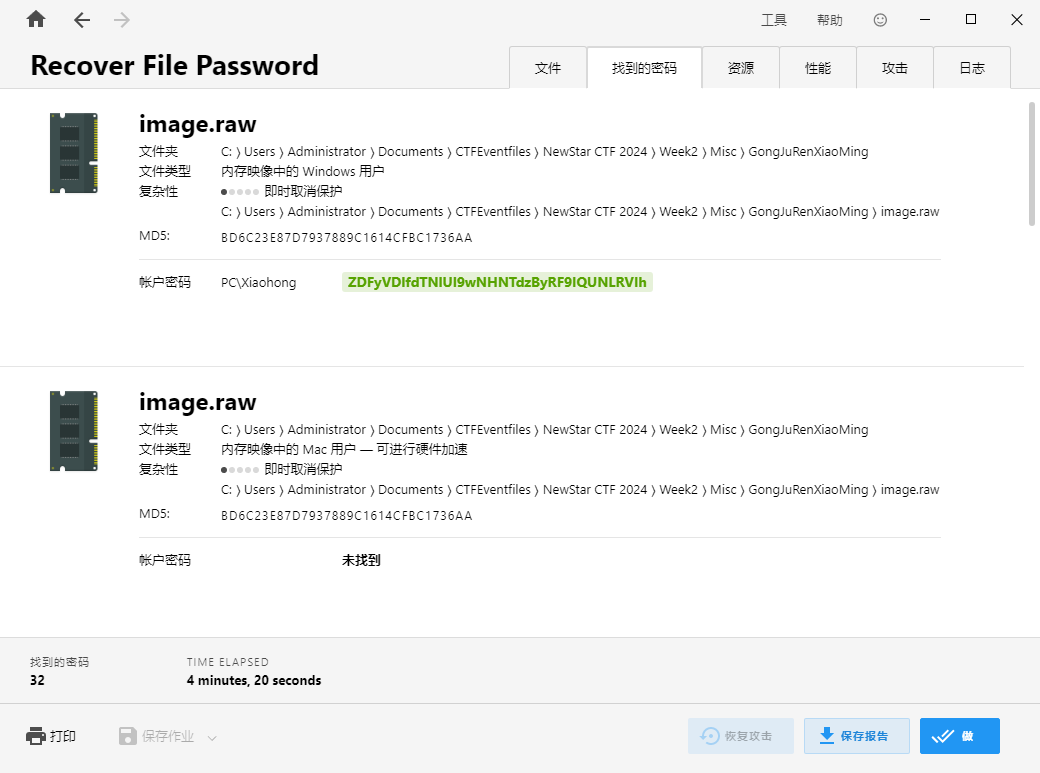 工具 帮助
Recover File Password
文件 找到的密码 资源 性能 攻击 日志
image.raw
文件夹 C: 〉Users 〉Administrator 〉Documents 〉CTFEventfiles 〉NewStar CTF 2024 〉Week2 〉Misc 〉GongJuRenXiaoMing
文件类型 内存映像中的 Windows 用户
复杂性 即时取消保护
C: 〉Users 〉Administrator 〉Documents 〉CTFEventfiles 〉NewStar CTF 2024 〉Week2 〉Misc 〉GongJuRenXiaoMing 〉image.raw
MD5: BD6C23E87D7937889C1614CFBC1736AA
帐户密码 PC\Xiaohong ZDFyVDlfdTNlUl9wNHNTdzByRF9IQUNLRVIh
image.raw
文件夹 C: 〉Users 〉Administrator 〉Documents 〉CTFEventfiles 〉NewStar CTF 2024 〉Week2 〉Misc 〉GongJuRenXiaoMing
文件类型 内存映像中的 Mac 用户 — 可进行硬件加速
复杂性 即时取消保护
C: 〉Users 〉Administrator 〉Documents 〉CTFEventfiles 〉NewStar CTF 2024 〉Week2 〉Misc 〉GongJuRenXiaoMing 〉image.raw
MD5: BD6C23E87D7937889C1614CFBC1736AA
帐户密码 未找到
找到的密码 TIME ELAPSED
32 4 minutes, 20 seconds
打印 保存作业 恢复攻击 保存报告 做